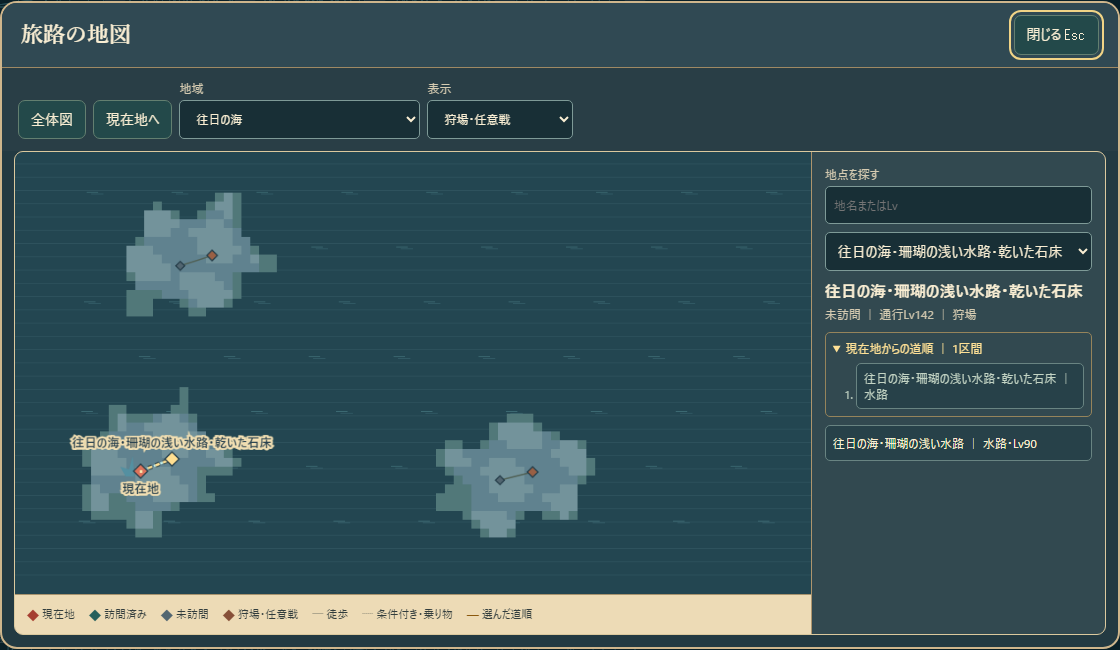 旅路の地図
閉じる Esc
地域
表示
全体図
現在地へ
往日の海
狩場・任意戦
地点を探す
地名またはLv
往日の海・珊瑚の浅い水路・乾いた石床
往日の海・珊瑚の浅い水路・乾いた石床
未訪問 | 通行Lv142 | 狩場
▼ 現在地からの道順 | 1区間
1. 往日の海・珊瑚の浅い水路・乾いた石床 |
水路
往日の海・珊瑚の浅い水路 | 水路・Lv90
往日の海・珊瑚の浅い水路・乾いた石床
現在地
現在地 訪問済み 未訪問 狩場・任意戦 徒歩 条件付き・乗り物 選んだ道順